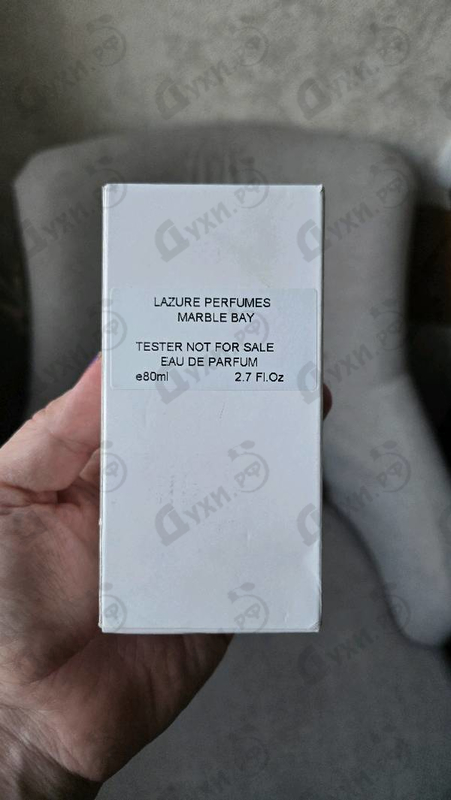 LAZURE PERFUMES
MARBLE BAY
TESTER NOT FOR SALE
EAU DE PARFUM
e80ml 2.7 Fl.Oz
Духи.РФ